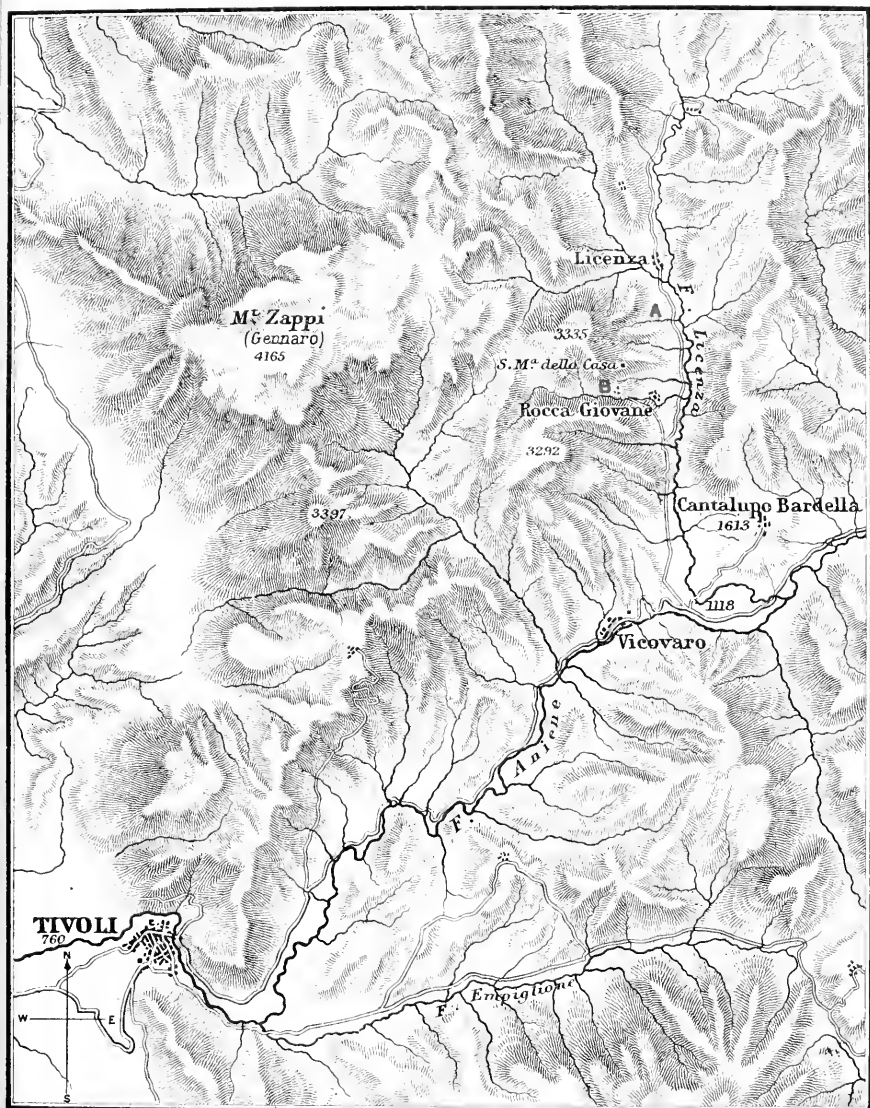 Licenza
A
F. Licenza
Mt. Zappi
(Gennaro)
4165
3335
S. Ma della Casa
B
Rocca Giovane
3292
3397
Cantalupo Bardella
1613
1118
Vicovaro
F. Aniene
TIVOLI
760
N
W
E
S
F. Empiglione